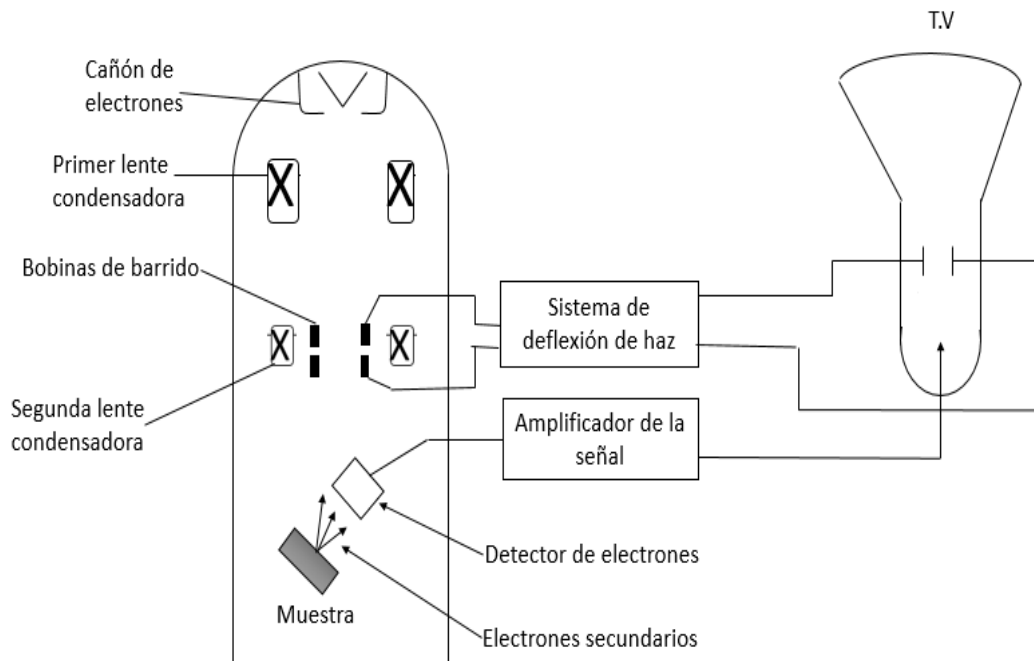 T.V
Cañón de
electrones
Primer lente
condensadora
Bobinas de barrido
Sistema de
deflexión de haz
Segunda lente
condensadora
Amplificador de la
señal
Detector de electrones
Muestra
Electrones secundarios